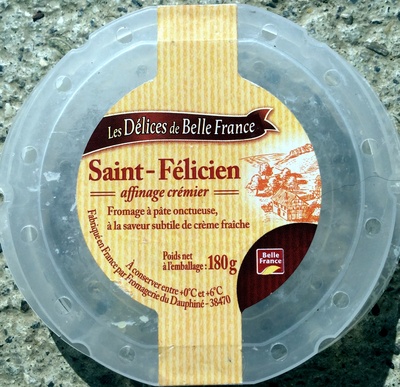 Les Délices de Belle France
Saint-Félicien
affinage crémier
Fromage à pâte onctueuse,
à la saveur subtile de crème fraîche
Poids net
à l'emballage : 180g
Belle
France
Fabriqué en France par Fromagerie du Dauphiné - 38470
A conserver entre +0°C et +6°C